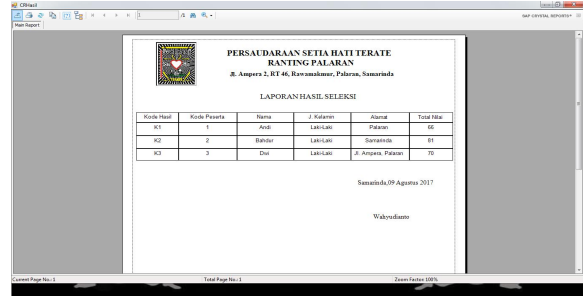 CRHasil
1
SAP CRYSTAL REPORTS
Main Report
PERSAUDARAAN SETIA HATI TERATE
RANTING PALARAN
Jl. Ampera 2, RT 46, Rawamakmur, Palaran, Samarinda
LAPORAN HASIL SELEKSI
Kode Hasil Kode Peserta Nama J. Kelamin Alamat Total Nilai
K1 1 Andi Laki-Laki Palaran 66
K2 2 Bahdur Laki-Laki Samarinda 81
K3 3 Dwi Laki-Laki Jl. Ampera, Palaran 70
Samarinda,09 Agustus 2017
Wahyudianto
Current Page No.: 1 Total Page No.: 1 Zoom Factor: 100%